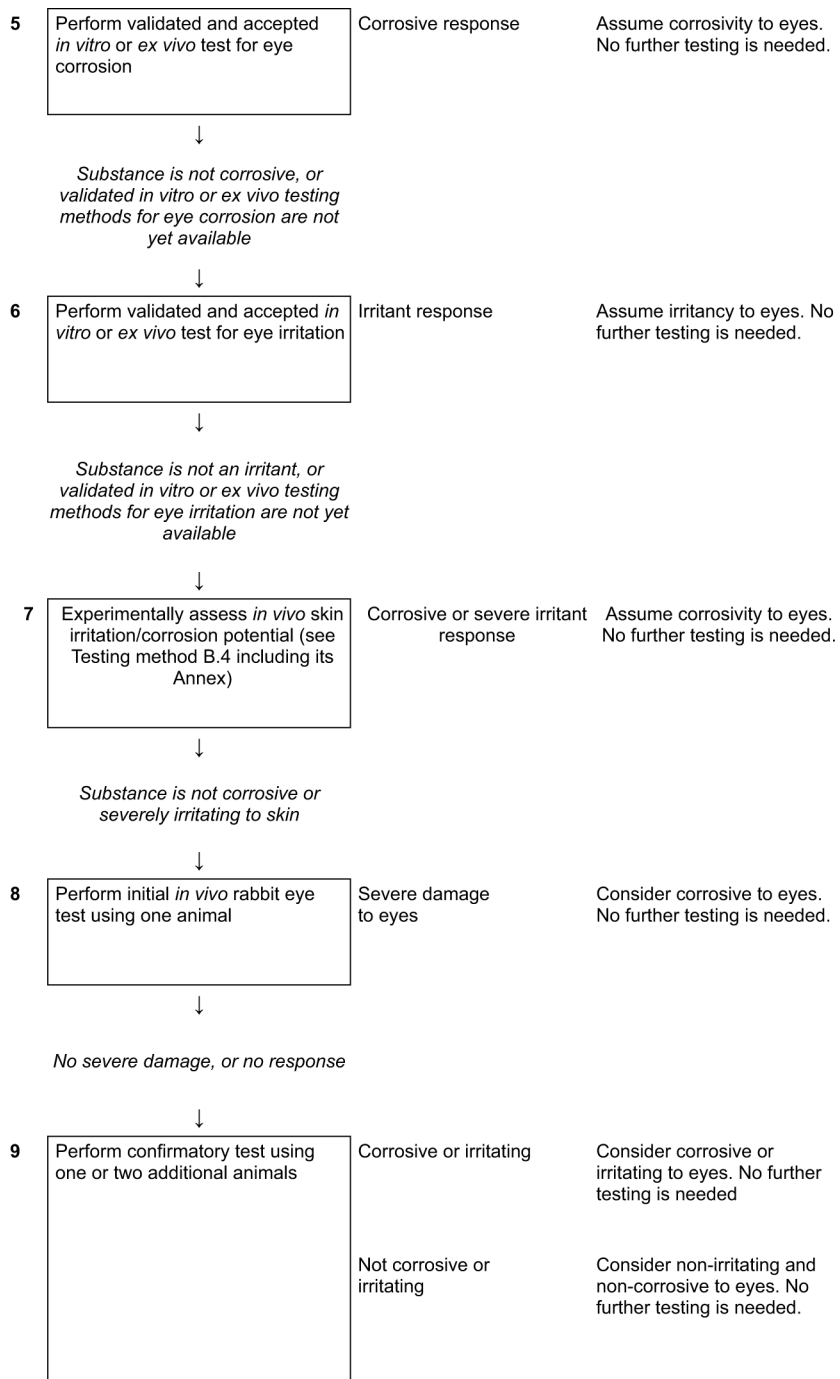 5 Perform validated and accepted
in vitro or ex vivo test for eye
corrosion
Corrosive response
Assume corrosivity to eyes.
No further testing is needed.
↓
Substance is not corrosive, or
validated in vitro or ex vivo testing
methods for eye corrosion are not
yet available
↓
6 Perform validated and accepted in
vitro or ex vivo test for eye irritation
Irritant response
Assume irritancy to eyes. No
further testing is needed.
↓
Substance is not an irritant, or
validated in vitro or ex vivo testing
methods for eye irritation are not yet
available
↓
7 Experimentally assess in vivo skin
irritation/corrosion potential (see
Testing method B.4 including its
Annex)
Corrosive or severe irritant
response
Assume corrosivity to eyes.
No further testing is needed.
↓
Substance is not corrosive or
severely irritating to skin
↓
8 Perform initial in vivo rabbit eye
test using one animal
Severe damage
to eyes
Consider corrosive to eyes.
No further testing is needed.
↓
No severe damage, or no response
↓
9 Perform confirmatory test using
one or two additional animals
Corrosive or irritating
Consider corrosive or
irritating to eyes. No further
testing is needed
Not corrosive or
irritating
Consider non-irritating and
non-corrosive to eyes. No
further testing is needed.